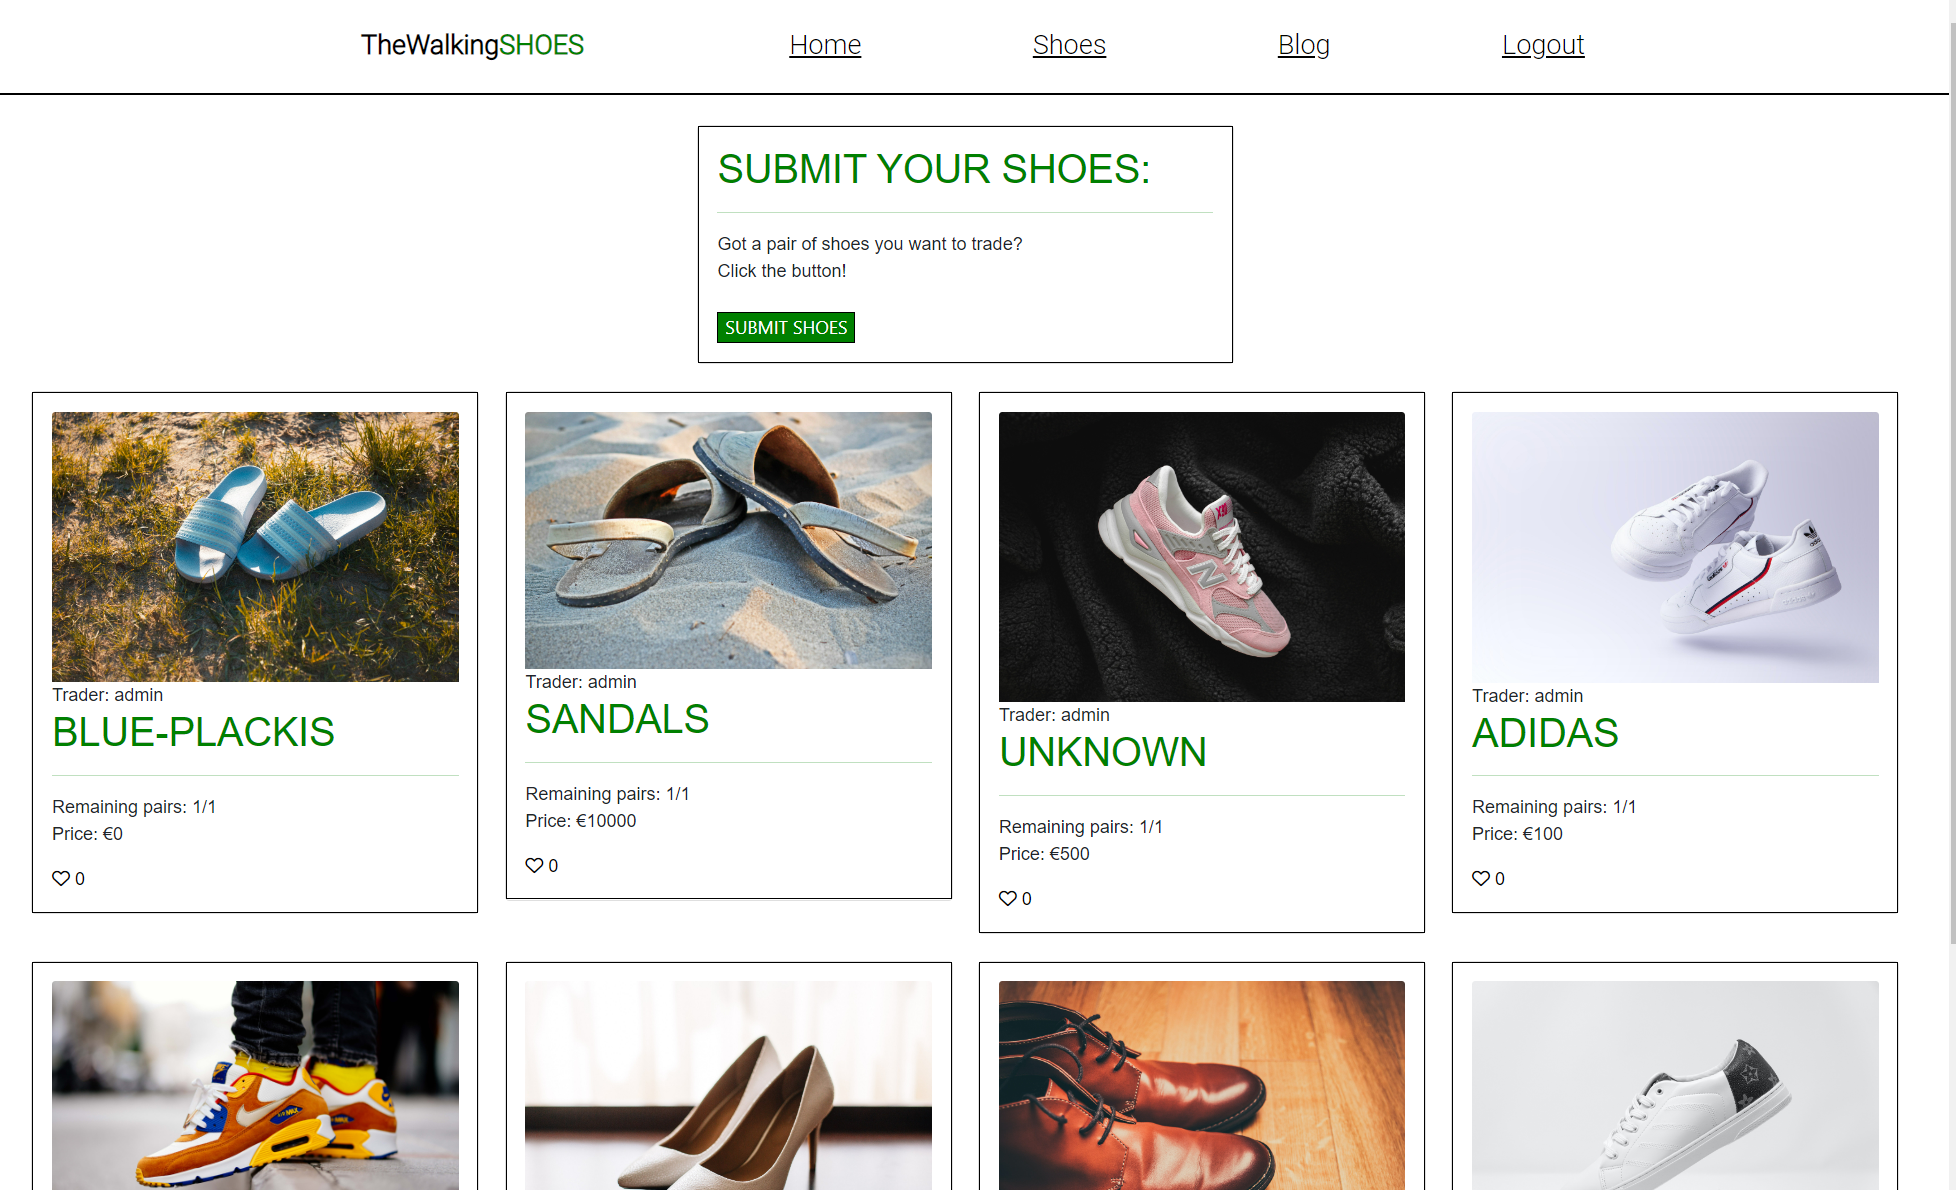 TheWalkingSHOES
Home
Shoes
Blog
Logout
SUBMIT YOUR SHOES:
Got a pair of shoes you want to trade?
Click the button!
SUBMIT SHOES
X90
N
adidas
adidas
Trader: admin
BLUE-PLACKIS
Remaining pairs: 1/1
Price: €0
0
Trader: admin
SANDALS
Remaining pairs: 1/1
Price: €10000
0
Trader: admin
UNKNOWN
Remaining pairs: 1/1
Price: €500
0
Trader: admin
ADIDAS
Remaining pairs: 1/1
Price: €100
0